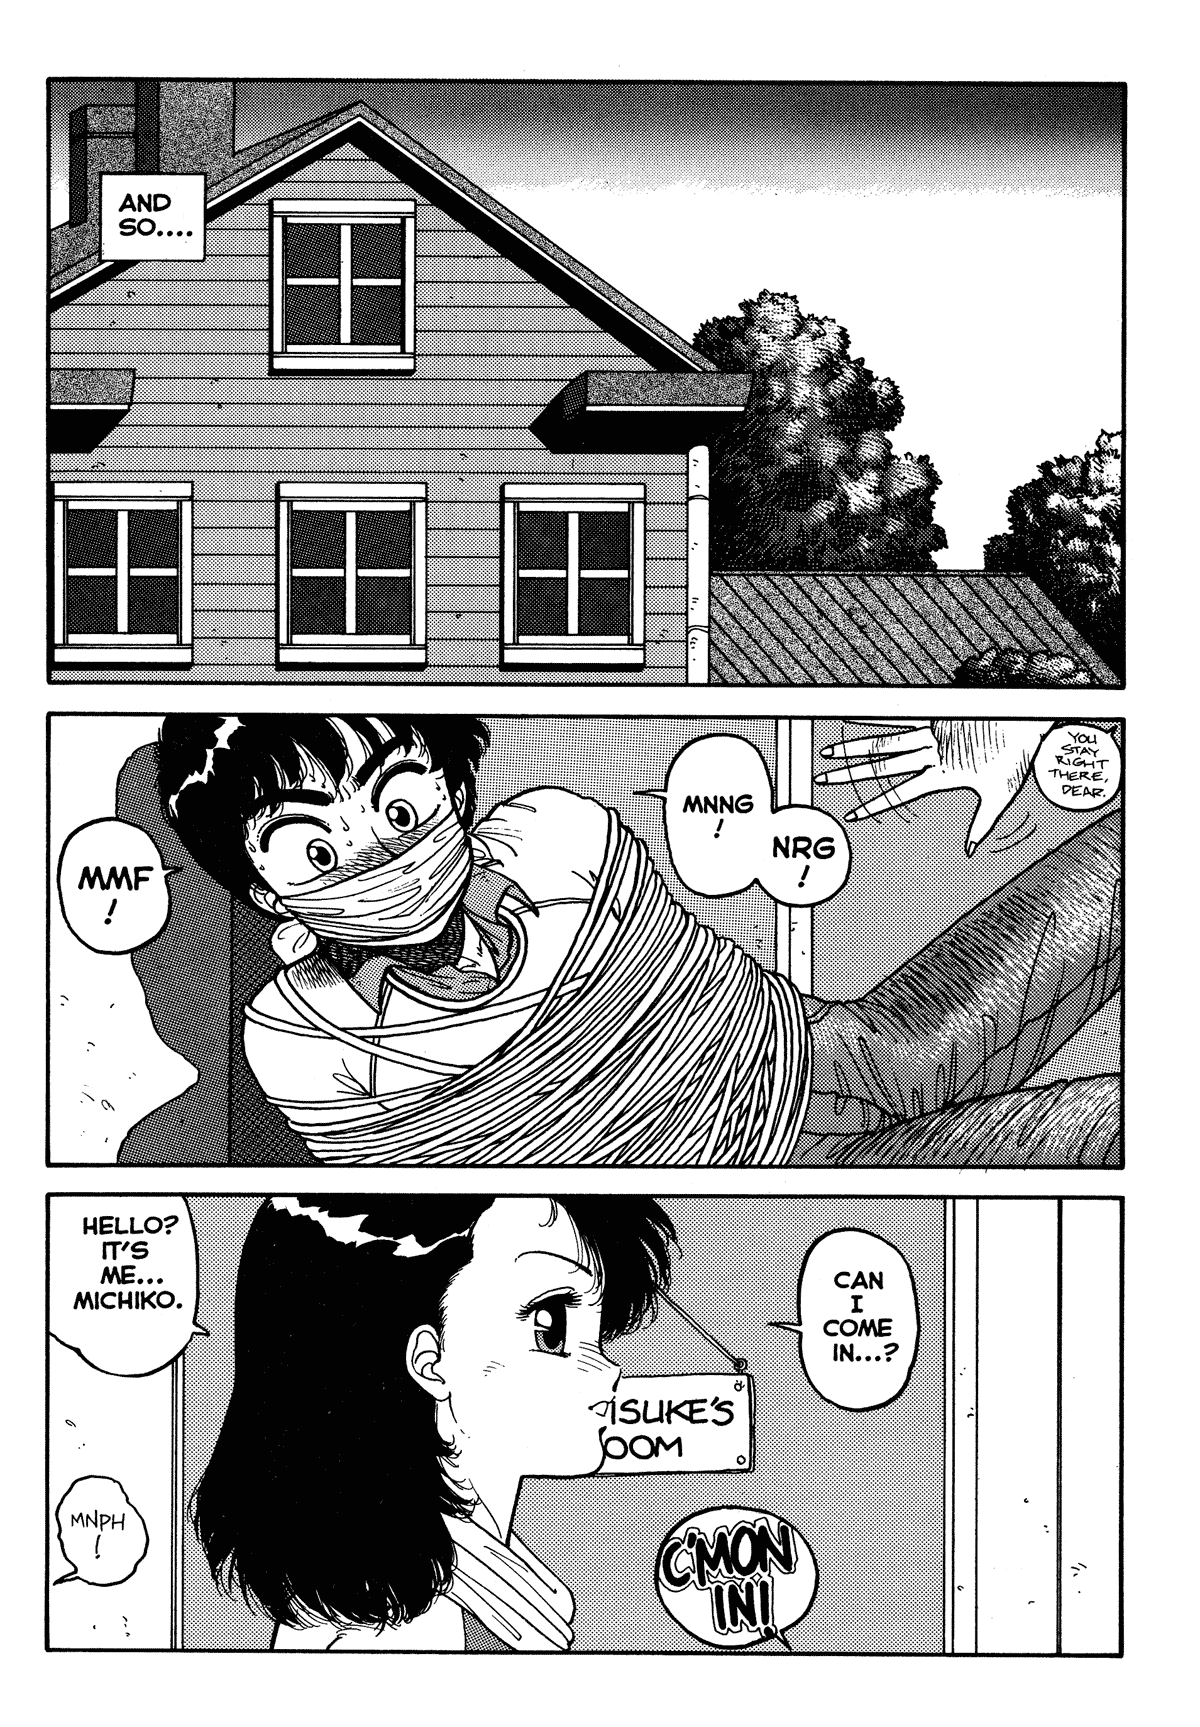 AND
SO....
MMF
!
MNNG
!
NRG
!
YOU
STAY
RIGHT
THERE,
DEAR.
HELLO?
IT'S
ME...
MICHIKO.
CAN
I
COME
IN...?
ISUKE'S
OOM
MNPH
!
C'MON
IN!